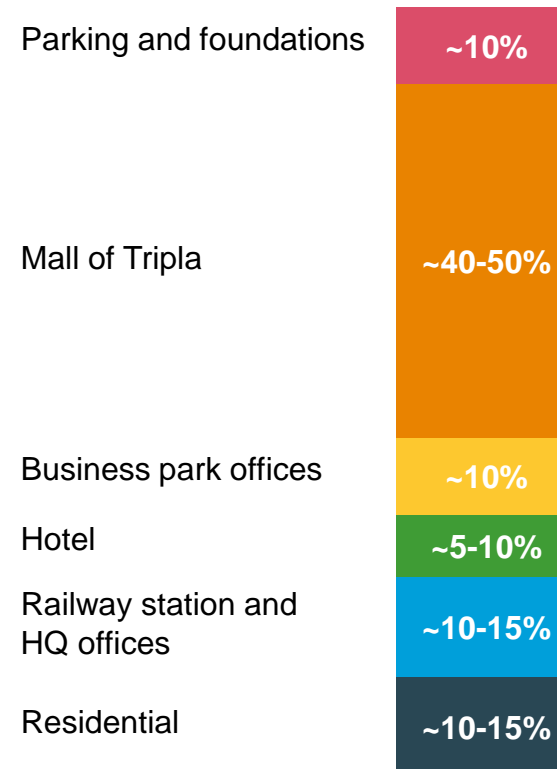 Parking and foundations ~10%
Mall of Tripla ~40-50%
Business park offices ~10%
Hotel ~5-10%
Railway station and
HQ offices ~10-15%
Residential ~10-15%